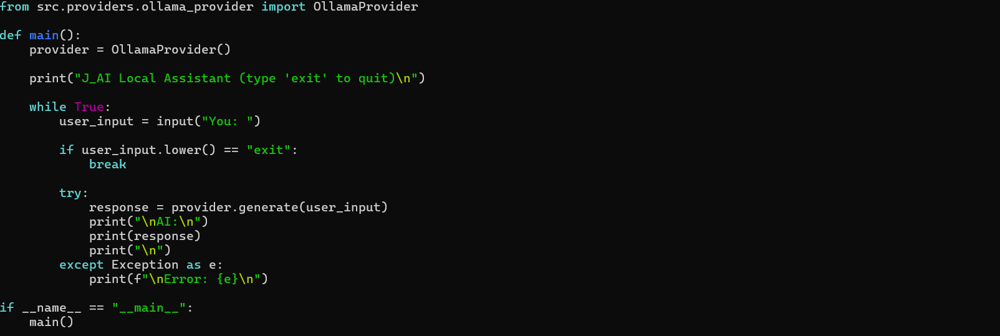 from src.providers.ollama_provider import OllamaProvider

def main():
    provider = OllamaProvider()

    print("J_AI Local Assistant (type 'exit' to quit)\n")

    while True:
        user_input = input("You: ")

        if user_input.lower() == "exit":
            break

        try:
            response = provider.generate(user_input)
            print("\nAI:\n")
            print(response)
            print("\n")
        except Exception as e:
            print(f"\nError: {e}\n")

if __name__ == "__main__":
    main()